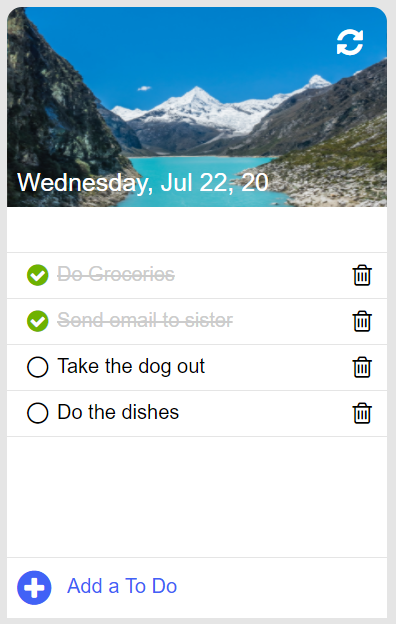 Wednesday, Jul 22, 20
Do Groceries
Send email to sister
Take the dog out
Do the dishes
Add a To Do